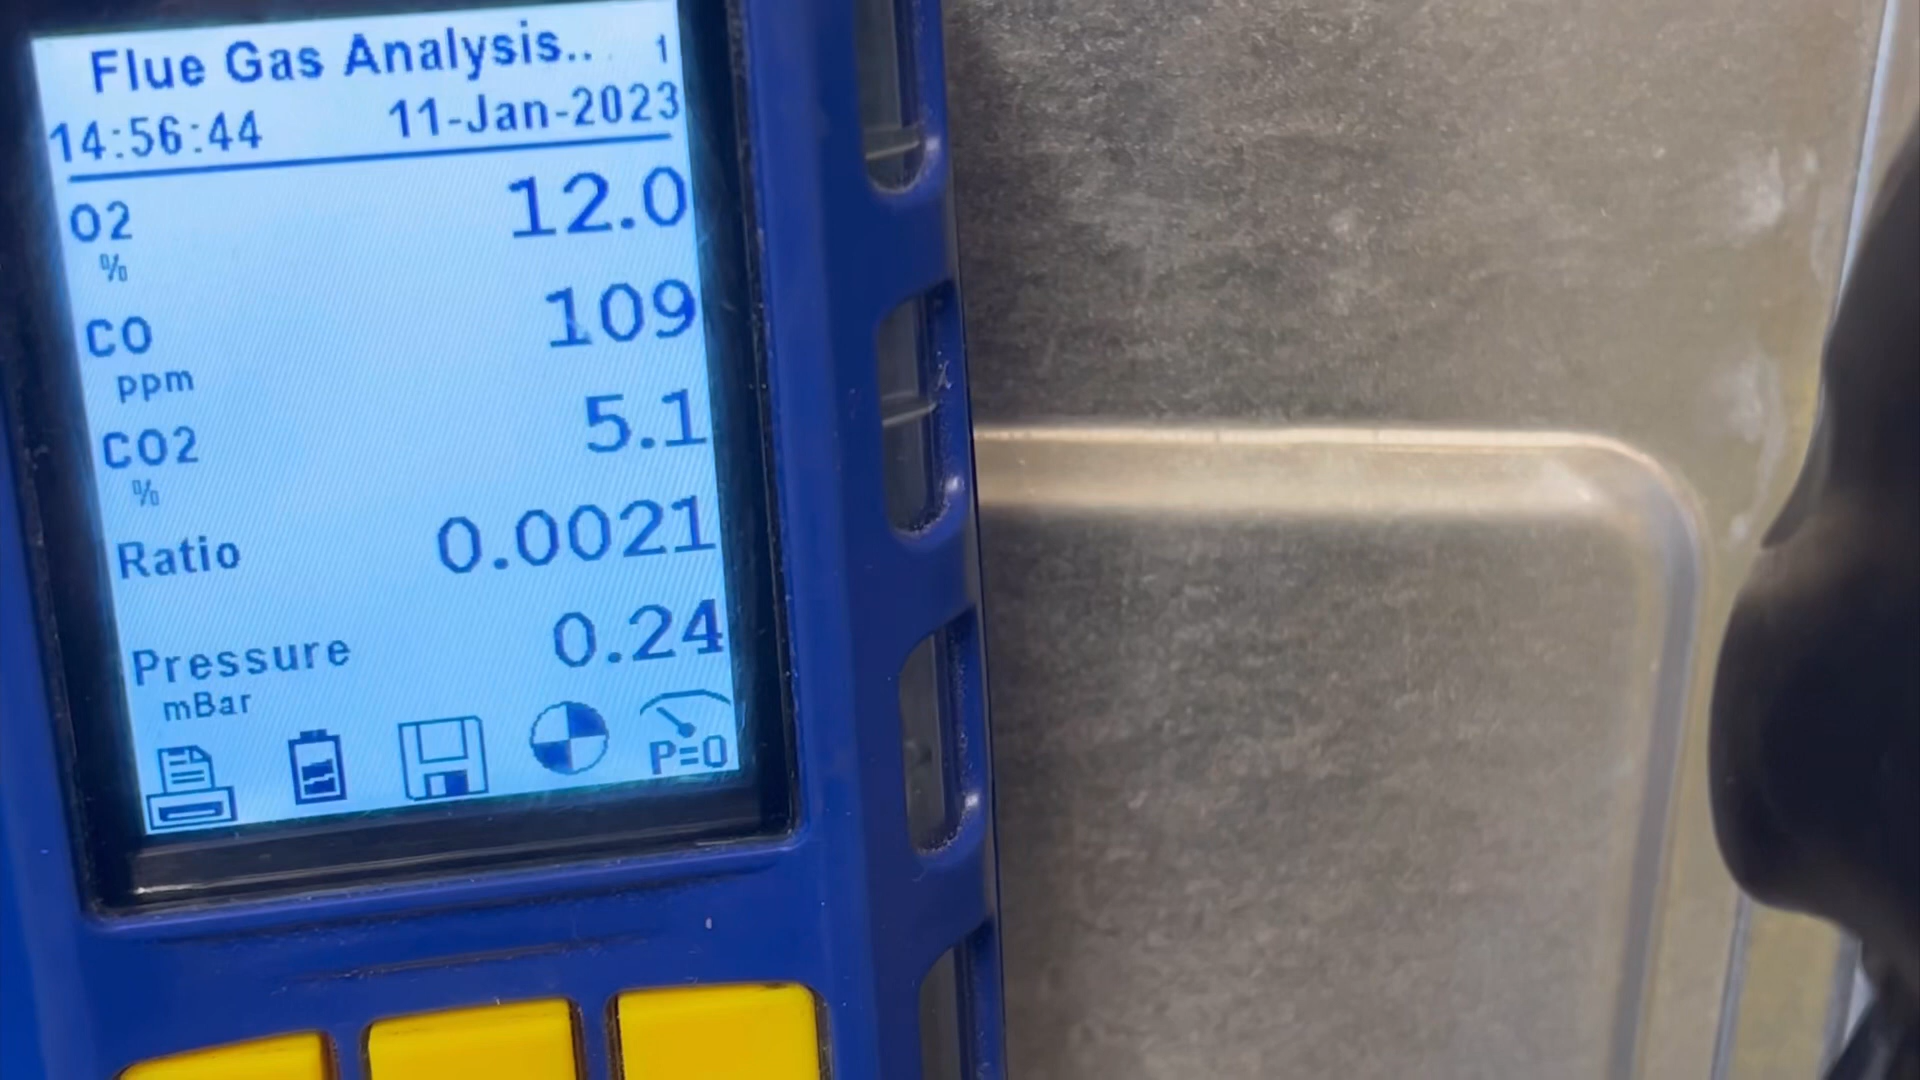 Flue Gas Analysis.. 1
14:56:44 11-Jan-2023
O2 12.0
%
CO 109
ppm
CO2 5.1
%
Ratio 0.0021
Pressure 0.24
mBar
P=0